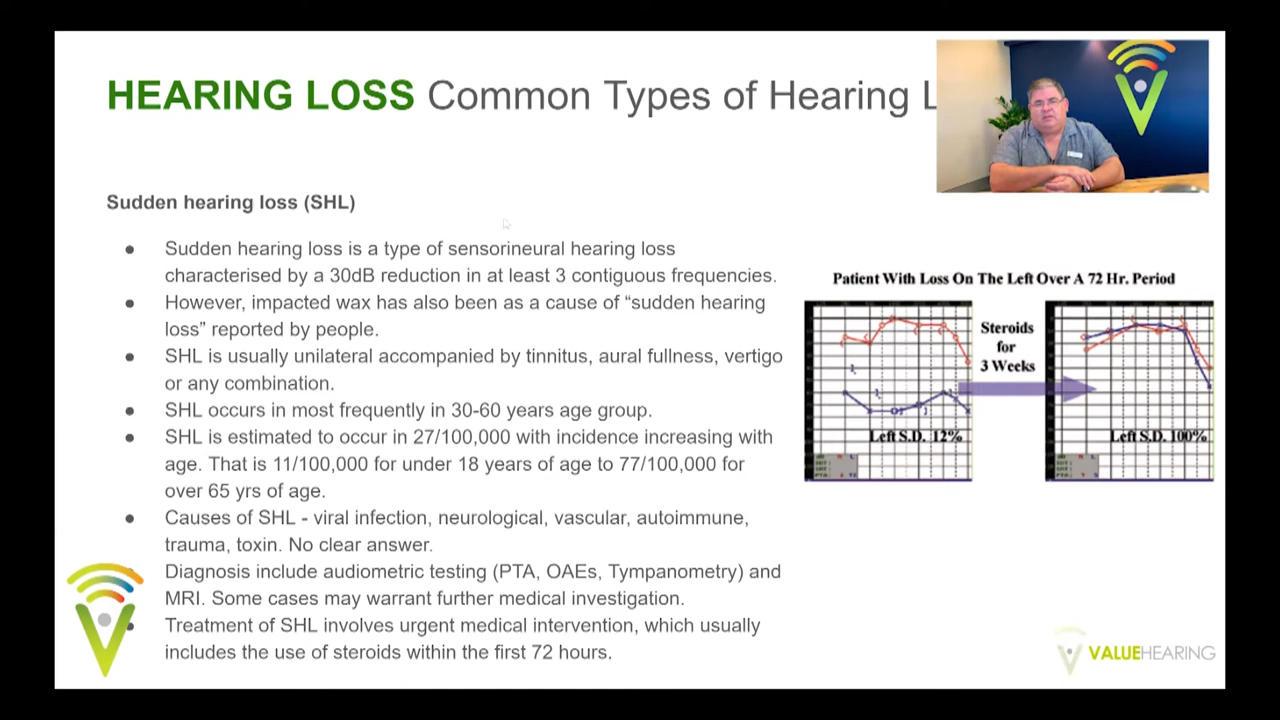 HEARING LOSS Common Types of Hearing L
Sudden hearing loss (SHL)
● Sudden hearing loss is a type of sensorineural hearing loss
characterised by a 30dB reduction in at least 3 contiguous frequencies.
● However, impacted wax has also been as a cause of “sudden hearing
loss” reported by people.
● SHL is usually unilateral accompanied by tinnitus, aural fullness, vertigo
or any combination.
● SHL occurs in most frequently in 30-60 years age group.
● SHL is estimated to occur in 27/100,000 with incidence increasing with
age. That is 11/100,000 for under 18 years of age to 77/100,000 for
over 65 yrs of age.
● Causes of SHL - viral infection, neurological, vascular, autoimmune,
trauma, toxin. No clear answer.
● Diagnosis include audiometric testing (PTA, OAEs, Tympanometry) and
MRI. Some cases may warrant further medical investigation.
● Treatment of SHL involves urgent medical intervention, which usually
includes the use of steroids within the first 72 hours.
Patient With Loss On The Left Over A 72 Hr. Period
Steroids
for
3 Weeks
Left S.D. 12%
Left S.D. 100%
VALUEHEARING